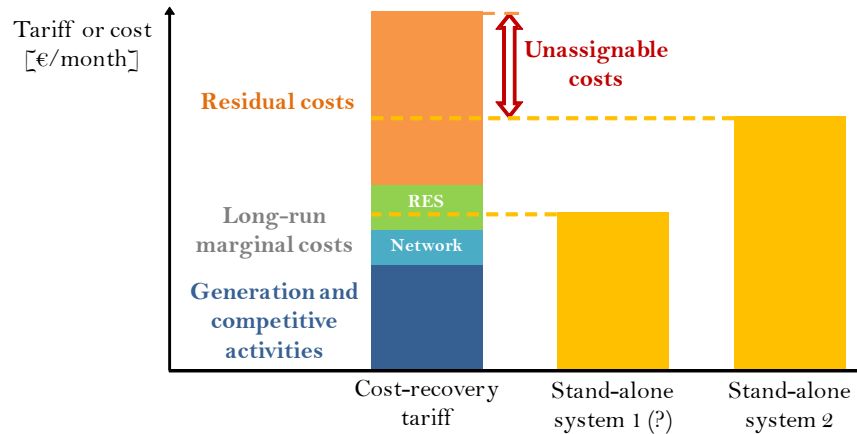 Tariff or cost
[€/month]
Unassignable
costs
Residual costs
RES
Long-run
marginal costs
Network
Generation and
competitive
activities
Cost-recovery
tariff
Stand-alone
system 1 (?)
Stand-alone
system 2